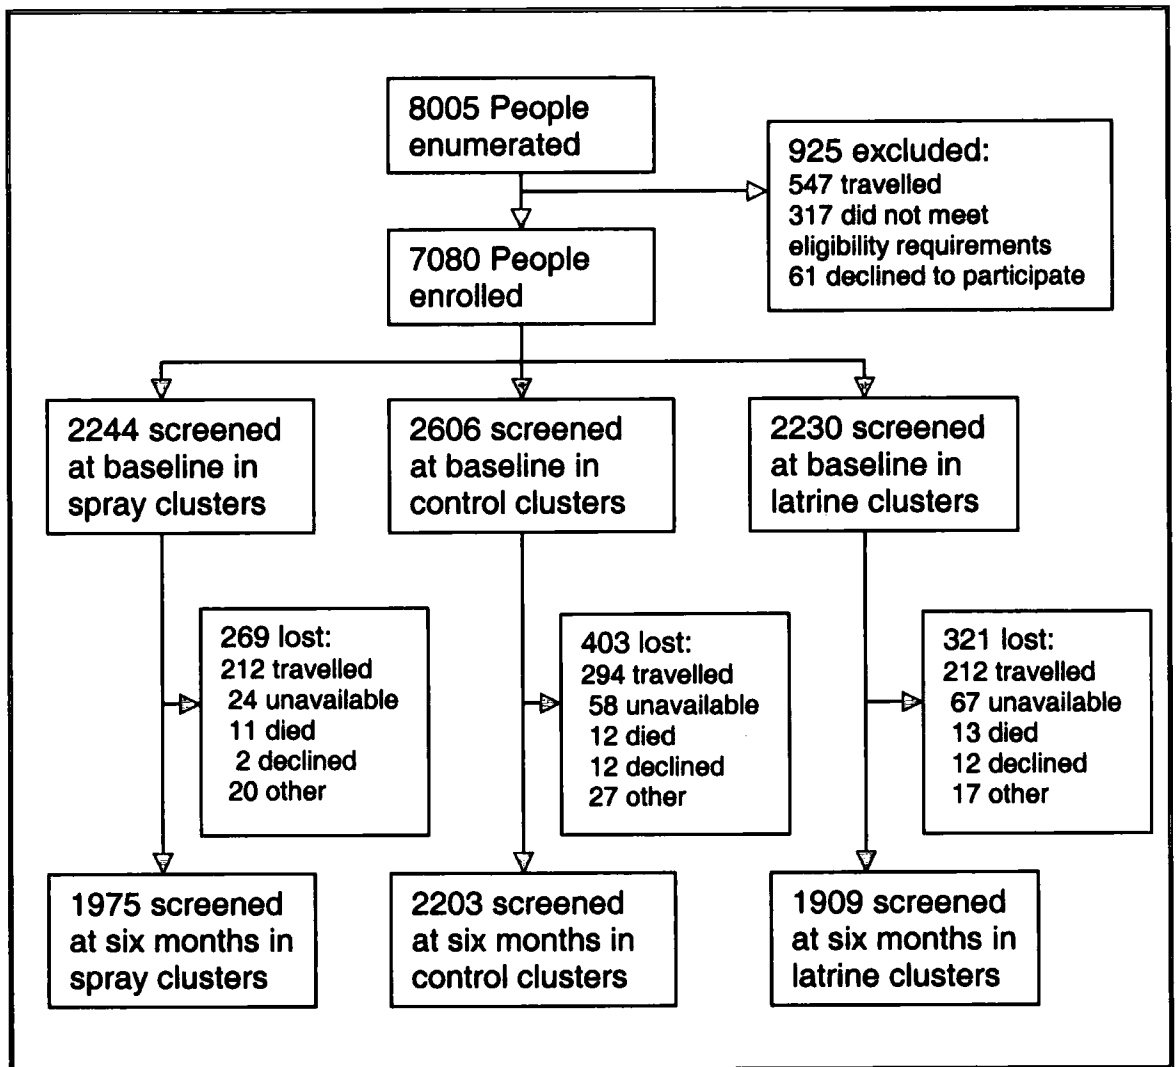 8005 People
enumerated
925 excluded:
547 travelled
317 did not meet
eligibility requirements
61 declined to participate
7080 People
enrolled
2244 screened
at baseline in
spray clusters
2606 screened
at baseline in
control clusters
2230 screened
at baseline in
latrine clusters
269 lost:
212 travelled
24 unavailable
11 died
2 declined
20 other
403 lost:
294 travelled
58 unavailable
12 died
12 declined
27 other
321 lost:
212 travelled
67 unavailable
13 died
12 declined
17 other
1975 screened
at six months in
spray clusters
2203 screened
at six months in
control clusters
1909 screened
at six months in
latrine clusters